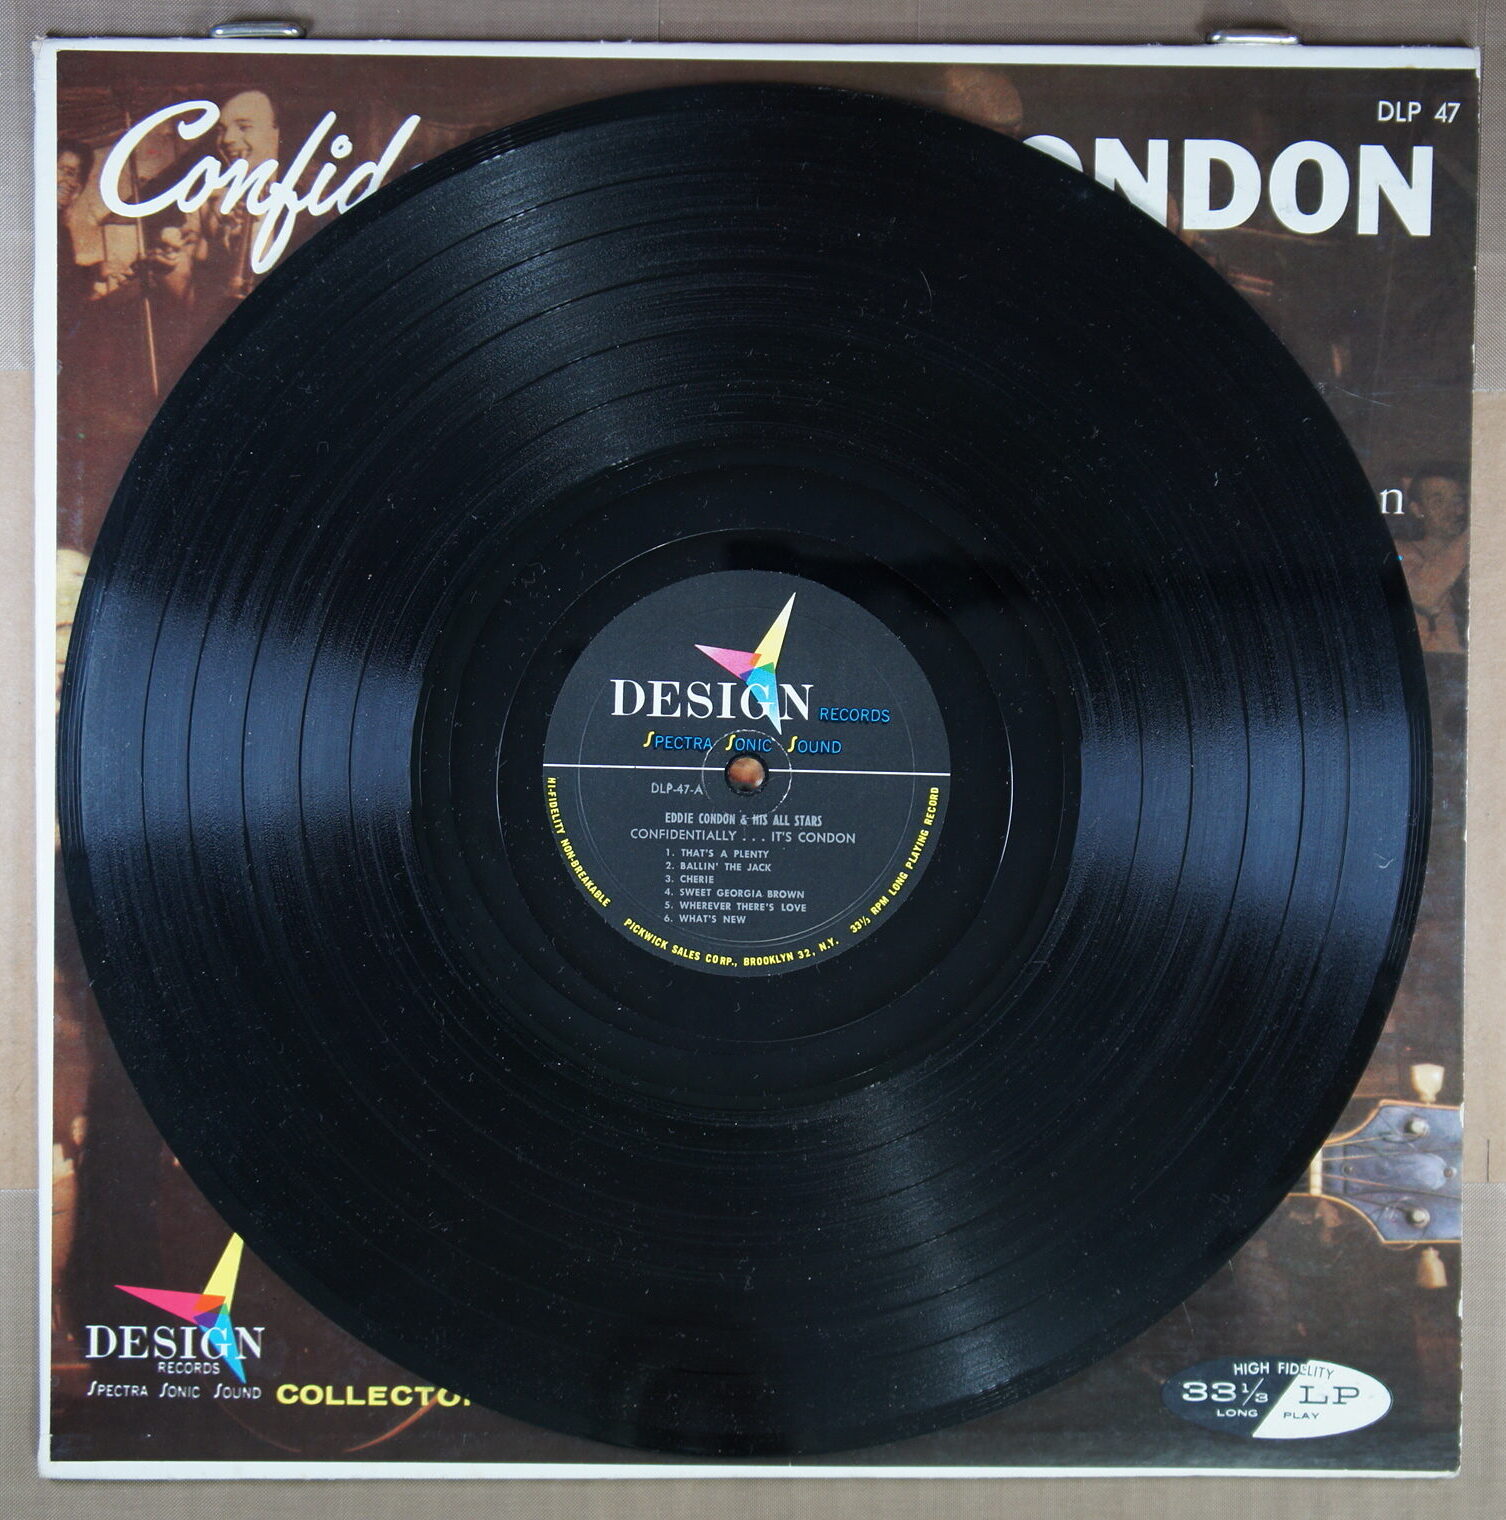 DLP 47
Confid
ONDON
n
DESIGN
RECORDS
SPECTRA SONIC SOUND
DLP-47-A
EDDIE CONDON & HIS ALL STARS
CONFIDENTIALLY . . . IT'S CONDON
1. THAT'S A PLENTY
2. BALLIN' THE JACK
3. CHERIE
4. SWEET GEORGIA BROWN
5. WHEREVER THERE'S LOVE
6. WHAT'S NEW
HI-FIDELITY NON-BREAKABLE PICKWICK SALES CORP., BROOKLYN 32, N.Y. 33⅓ RPM LONG PLAYING RECORD
DESIGN
RECORDS
SPECTRA SONIC SOUND
COLLECTO
HIGH FIDELITY
33 1/3 LP
LONG PLAY